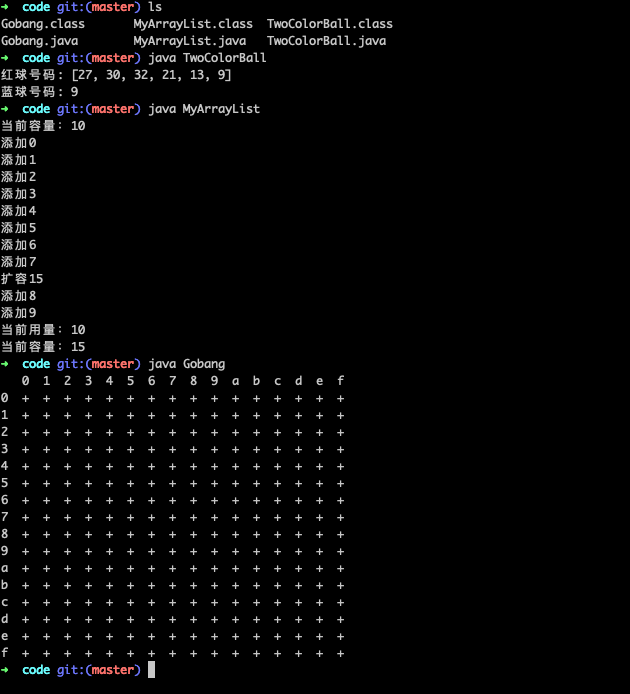 ➜  code git:(master) ls
Gobang.class       MyArrayList.class  TwoColorBall.class
Gobang.java        MyArrayList.java   TwoColorBall.java
➜  code git:(master) java TwoColorBall
红球号码: [27, 30, 32, 21, 13, 9]
蓝球号码: 9
➜  code git:(master) java MyArrayList
当前容量: 10
添加0
添加1
添加2
添加3
添加4
添加5
添加6
添加7
扩容15
添加8
添加9
当前用量: 10
当前容量: 15
➜  code git:(master) java Gobang
   0  1  2  3  4  5  6  7  8  9  a  b  c  d  e  f
0  +  +  +  +  +  +  +  +  +  +  +  +  +  +  +  +
1  +  +  +  +  +  +  +  +  +  +  +  +  +  +  +  +
2  +  +  +  +  +  +  +  +  +  +  +  +  +  +  +  +
3  +  +  +  +  +  +  +  +  +  +  +  +  +  +  +  +
4  +  +  +  +  +  +  +  +  +  +  +  +  +  +  +  +
5  +  +  +  +  +  +  +  +  +  +  +  +  +  +  +  +
6  +  +  +  +  +  +  +  +  +  +  +  +  +  +  +  +
7  +  +  +  +  +  +  +  +  +  +  +  +  +  +  +  +
8  +  +  +  +  +  +  +  +  +  +  +  +  +  +  +  +
9  +  +  +  +  +  +  +  +  +  +  +  +  +  +  +  +
a  +  +  +  +  +  +  +  +  +  +  +  +  +  +  +  +
b  +  +  +  +  +  +  +  +  +  +  +  +  +  +  +  +
c  +  +  +  +  +  +  +  +  +  +  +  +  +  +  +  +
d  +  +  +  +  +  +  +  +  +  +  +  +  +  +  +  +
e  +  +  +  +  +  +  +  +  +  +  +  +  +  +  +  +
f  +  +  +  +  +  +  +  +  +  +  +  +  +  +  +  +
➜  code git:(master)